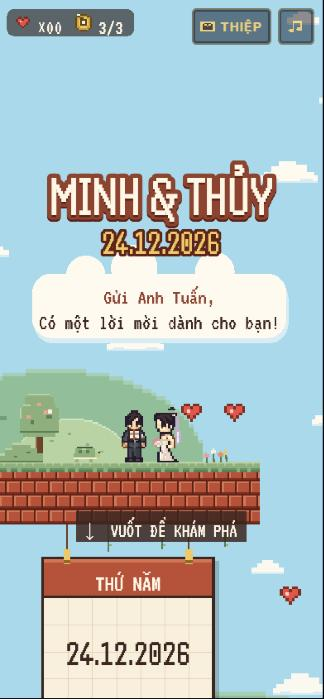 X00
3/3
THIỆP
MINH & THỦY
24.12.2026
Gửi Anh Tuấn,
Có một lời mời dành cho bạn!
↓ VUỐT ĐỂ KHÁM PHÁ
THỨ NĂM
24.12.2026